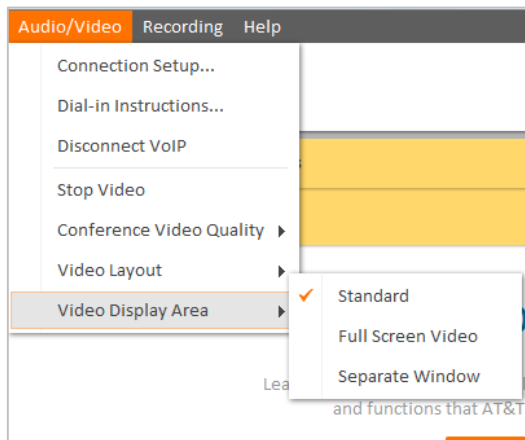 Audio/Video Recording Help
Connection Setup...
Dial-in Instructions...
Disconnect VoIP
Stop Video
Conference Video Quality
Video Layout
Video Display Area
Standard
Full Screen Video
Separate Window
and functions that AT&T